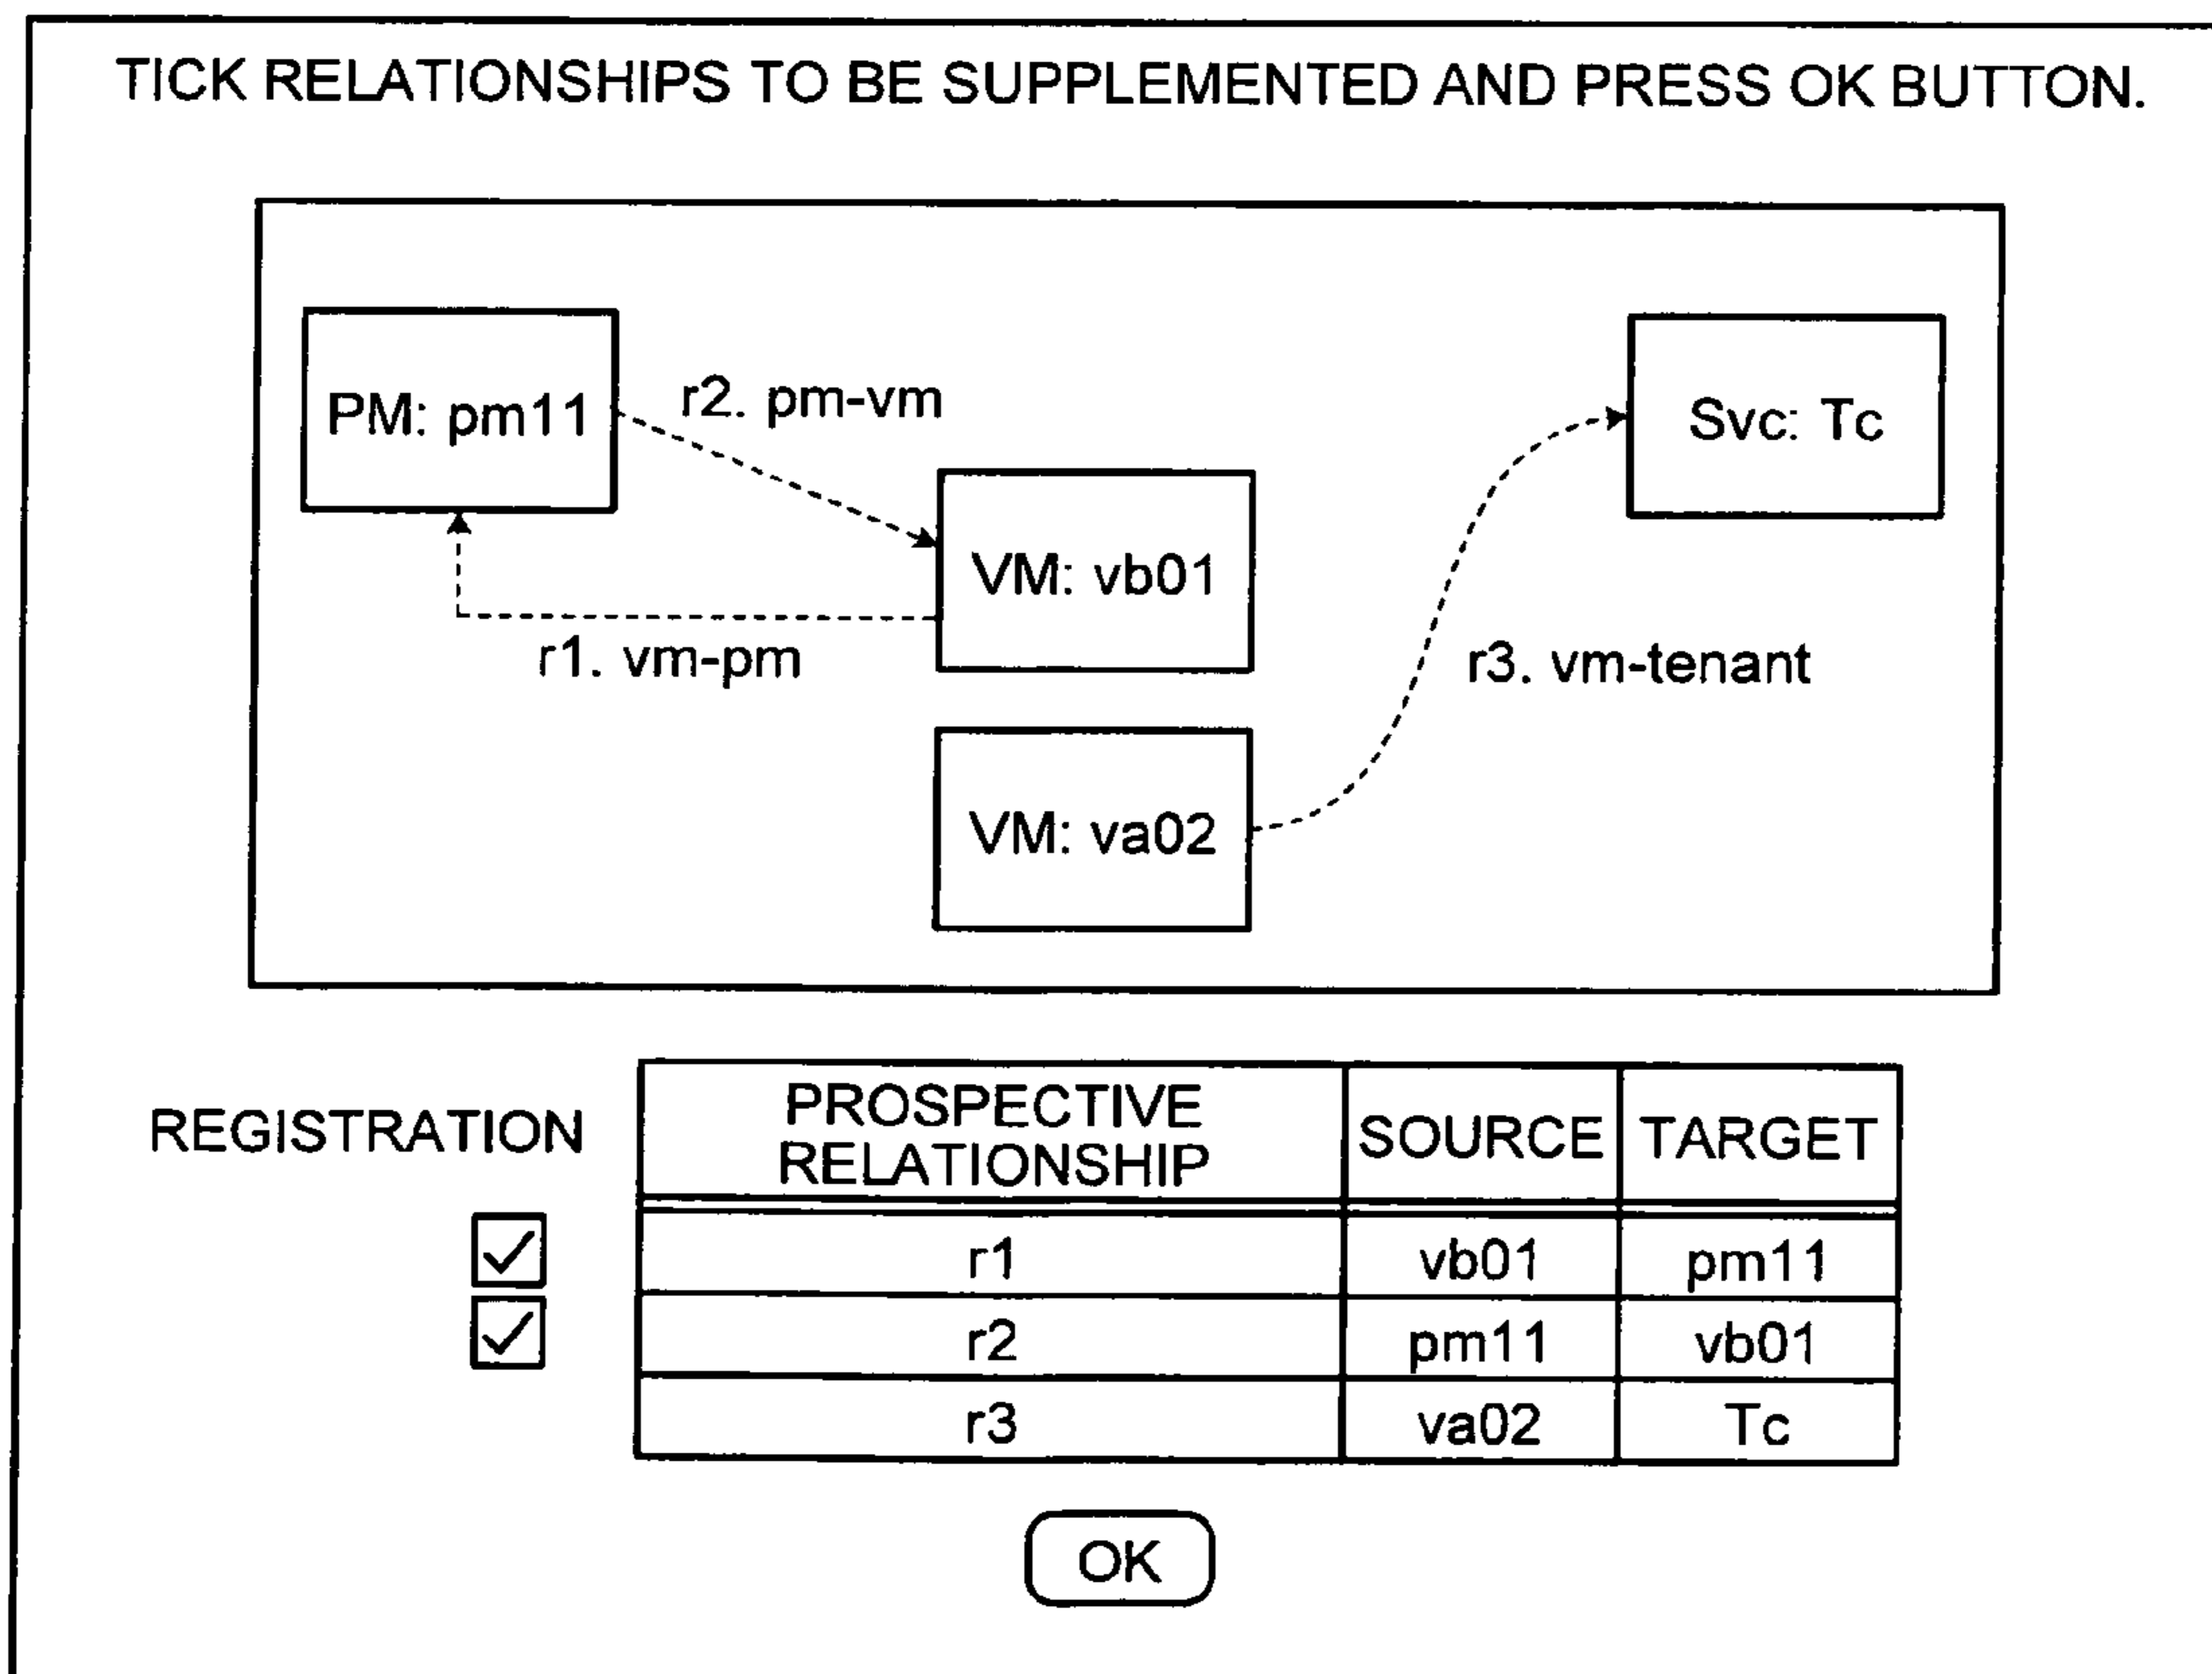 TICK RELATIONSHIPS TO BE SUPPLEMENTED AND PRESS OK BUTTON.
PM: pm11
r2. pm-vm
Svc: Tc
VM: vb01
r1. vm-pm
r3. vm-tenant
VM: va02
REGISTRATION
PROSPECTIVE
RELATIONSHIP
SOURCE
TARGET
r1 vb01 pm11
r2 pm11 vb01
r3 va02 Tc
OK